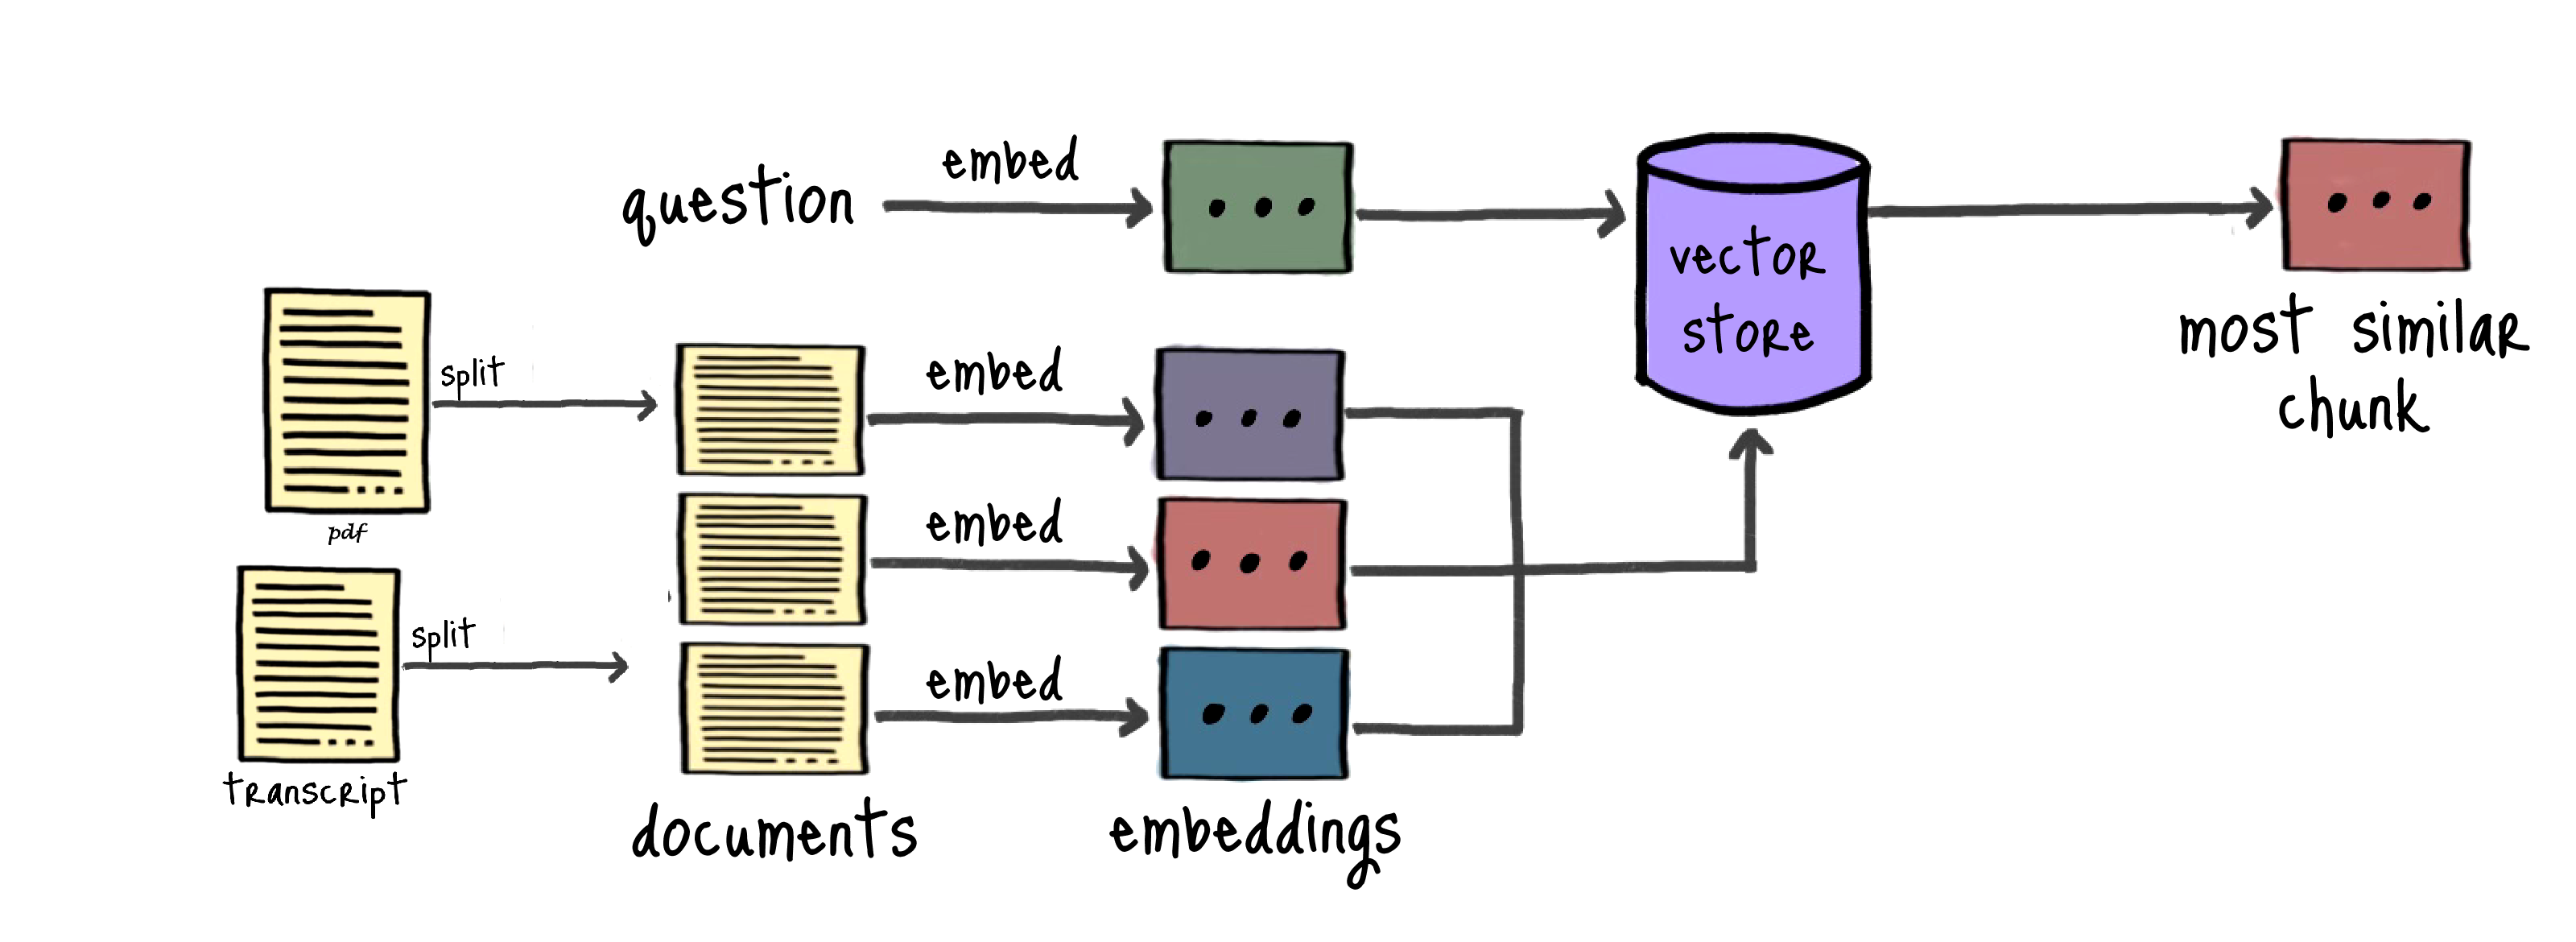 question
embed
vector
store
most similar
chunk
split
embed
pdf
embed
split
embed
transcript
documents
embeddings